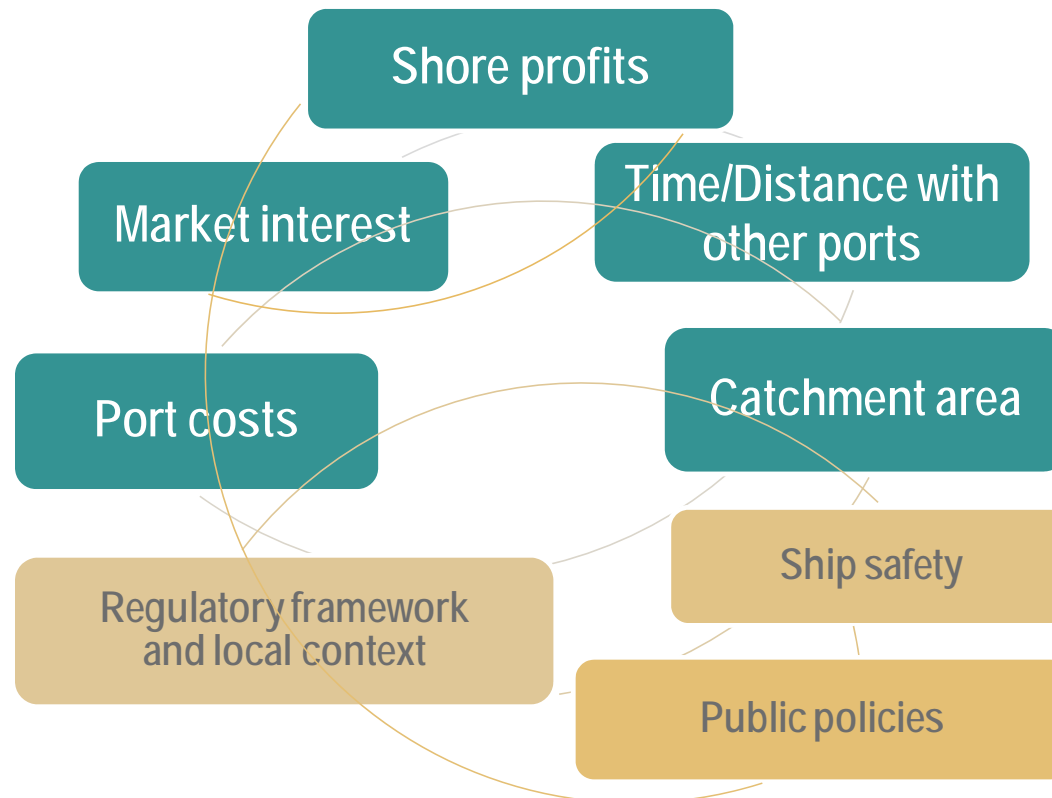 Shore profits
Market interest
Time/Distance with
other ports
Port costs
Catchment area
Regulatory framework
and local context
Ship safety
Public policies